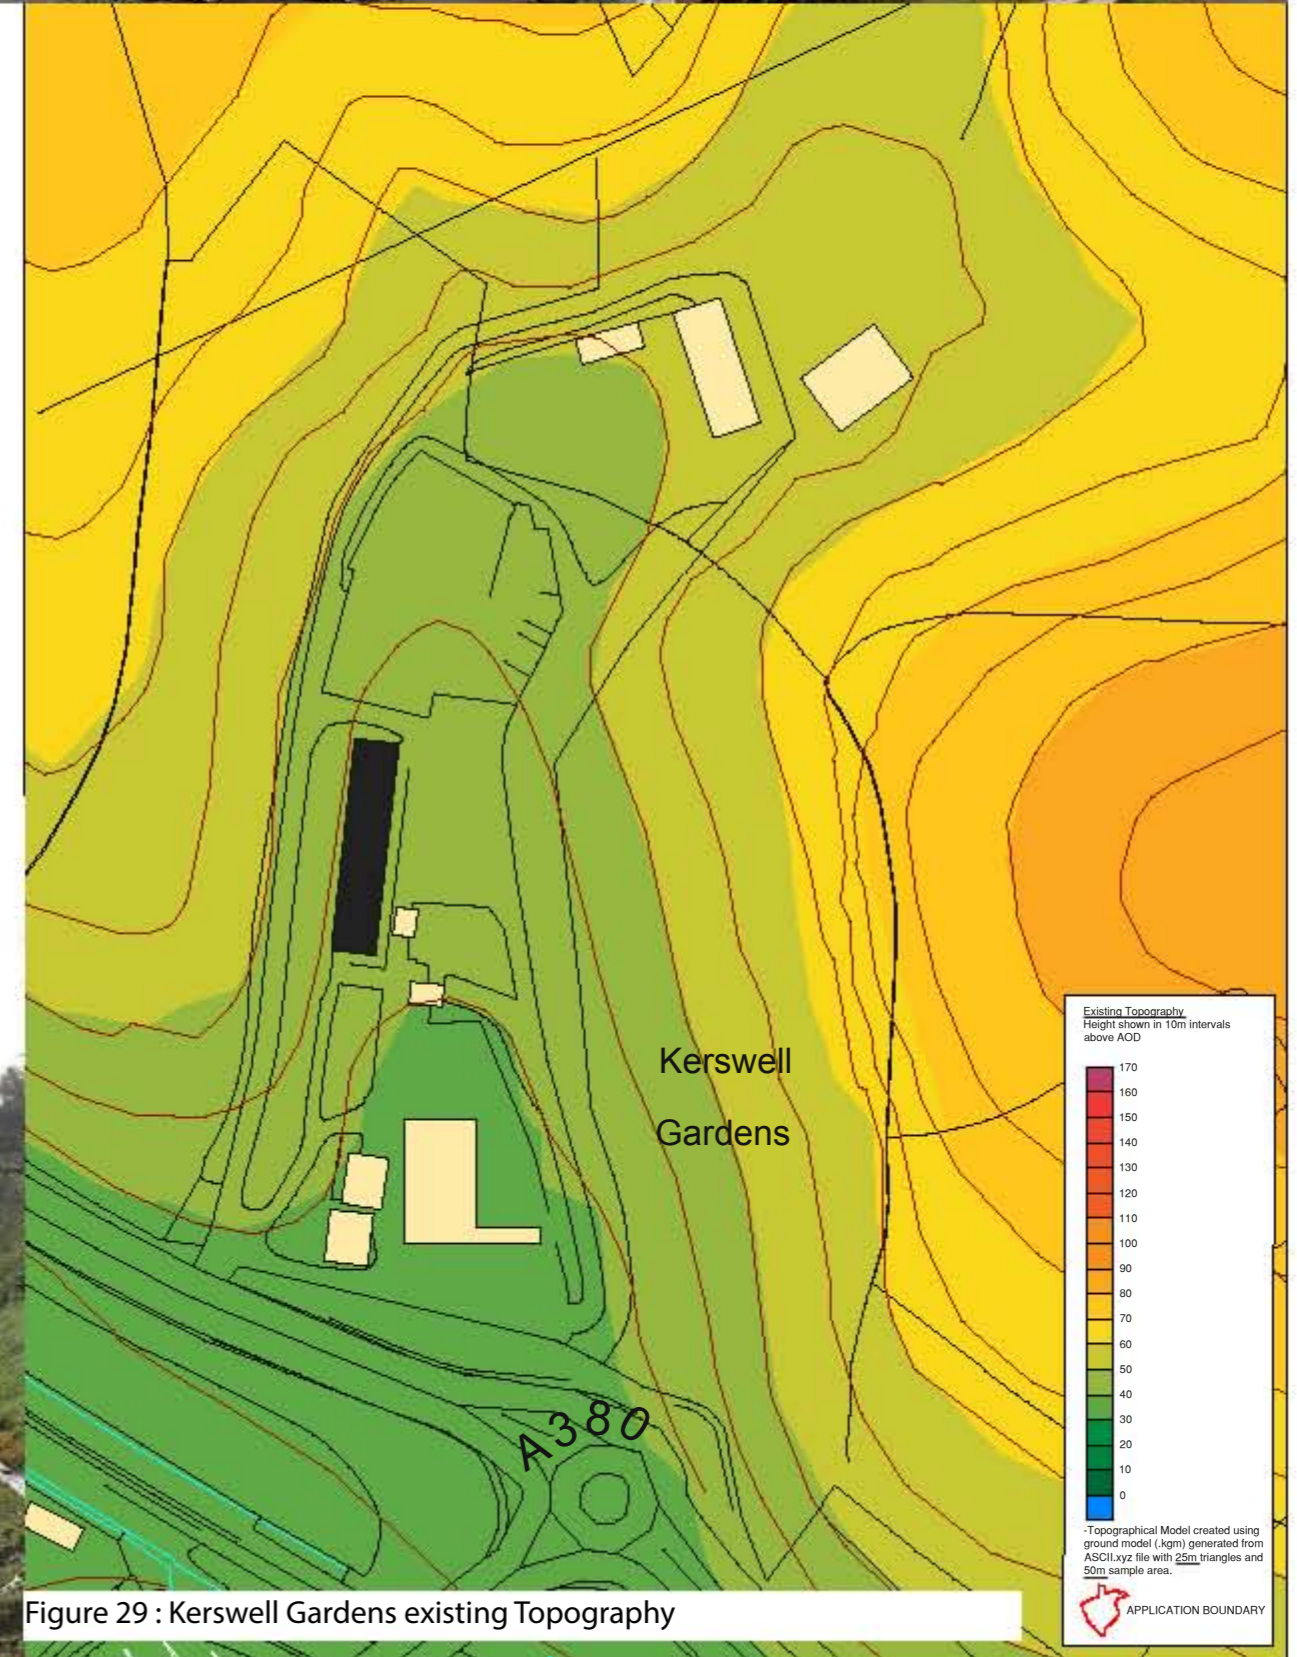 Kerswell
Gardens
A380
Existing Topography
Height shown in 10m intervals
above AOD
170
160
150
140
130
120
110
100
90
80
70
60
50
40
30
20
10
0
-Topographical Model created using
ground model (.kgm) generated from
ASCII.xyz file with 25m triangles and
50m sample area.
APPLICATION BOUNDARY
Figure 29 : Kerswell Gardens existing Topography